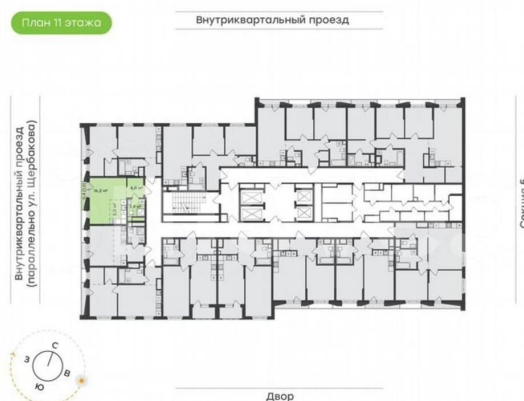 План 11 этажа
Внутриквартальный проезд
Внутриквартальный проезд
(параллельно ул. Щербакова)
Секция 5
С
З
В
Ю
Двор